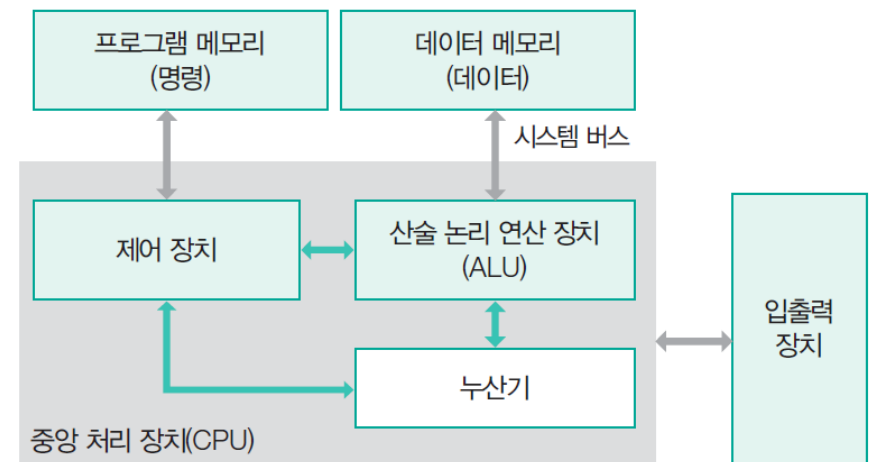 프로그램 메모리
(명령)
데이터 메모리
(데이터)
시스템 버스
제어 장치
산술 논리 연산 장치
(ALU)
누산기
입출력
장치
중앙 처리 장치(CPU)